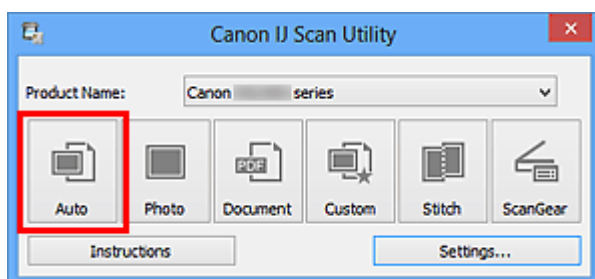 Canon IJ Scan Utility
Product Name: Canon series
PDF
Auto Photo Document Custom Stitch ScanGear
Instructions Settings...